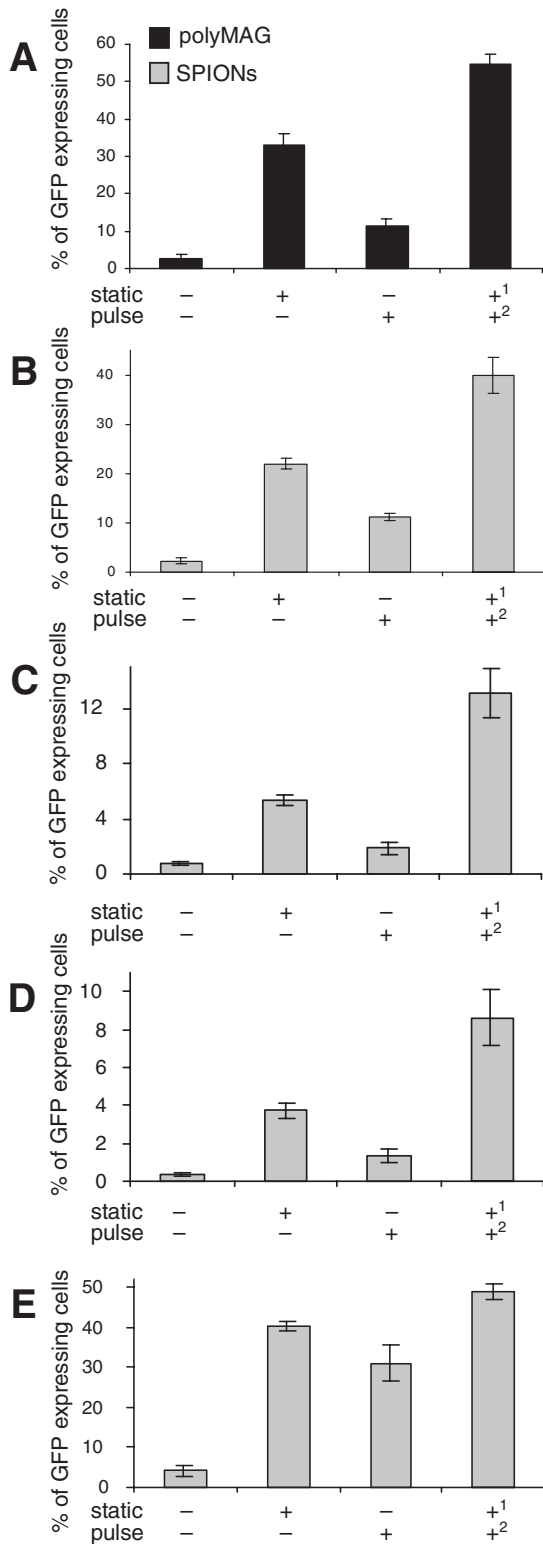 A
polyMAG
SPIONs
% of GFP expressing cells
60
50
40
30
20
10
0
static − + − +¹
pulse − − + +²
B
% of GFP expressing cells
40
30
20
10
0
static − + − +¹
pulse − − + +²
C
% of GFP expressing cells
12
8
4
0
static − + − +¹
pulse − − + +²
D
% of GFP expressing cells
10
8
6
4
2
0
static − + − +¹
pulse − − + +²
E
% of GFP expressing cells
50
40
30
20
10
0
static − + − +¹
pulse − − + +²